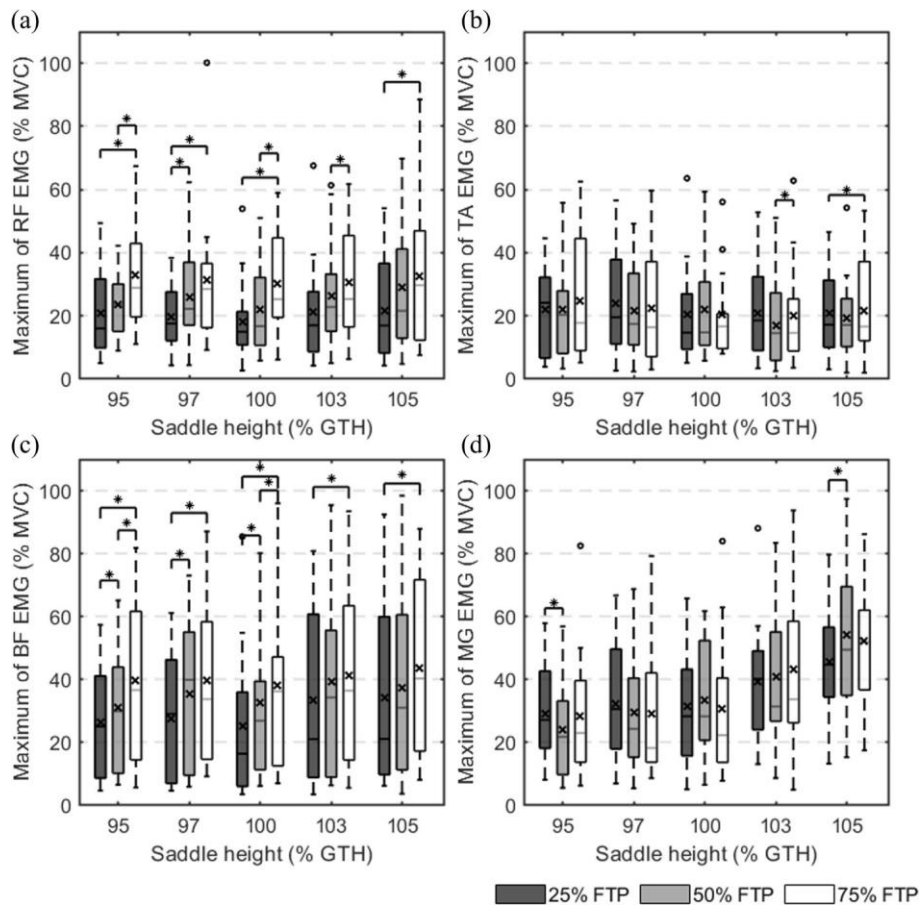 (a)
Maximum of RF EMG (% MVC)
100
80
60
40
20
0
95 97 100 103 105
Saddle height (% GTH)
* * * * * * * *
(b)
Maximum of TA EMG (% MVC)
100
80
60
40
20
0
95 97 100 103 105
Saddle height (% GTH)
* *
(c)
Maximum of BF EMG (% MVC)
100
80
60
40
20
0
95 97 100 103 105
Saddle height (% GTH)
* * * * * * * * * *
(d)
Maximum of MG EMG (% MVC)
100
80
60
40
20
0
95 97 100 103 105
Saddle height (% GTH)
* *
25% FTP 50% FTP 75% FTP